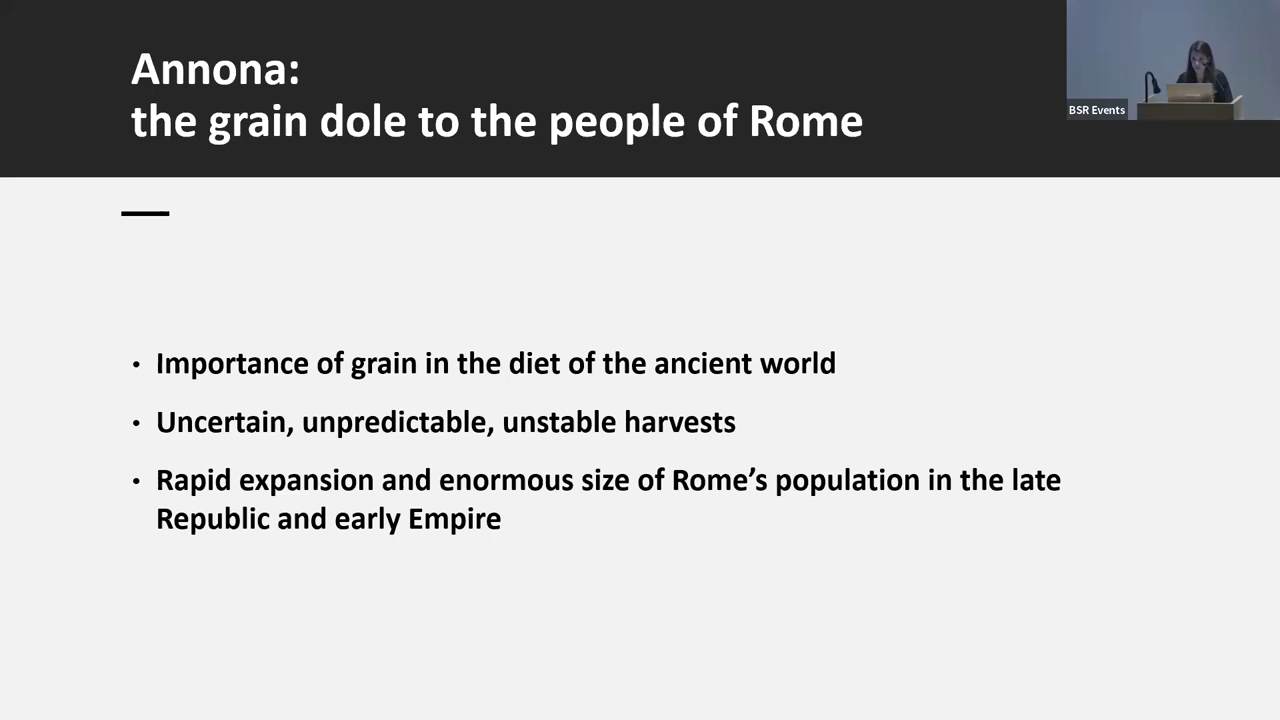 Annona:
the grain dole to the people of Rome
BSR Events
• Importance of grain in the diet of the ancient world
• Uncertain, unpredictable, unstable harvests
• Rapid expansion and enormous size of Rome’s population in the late
Republic and early Empire